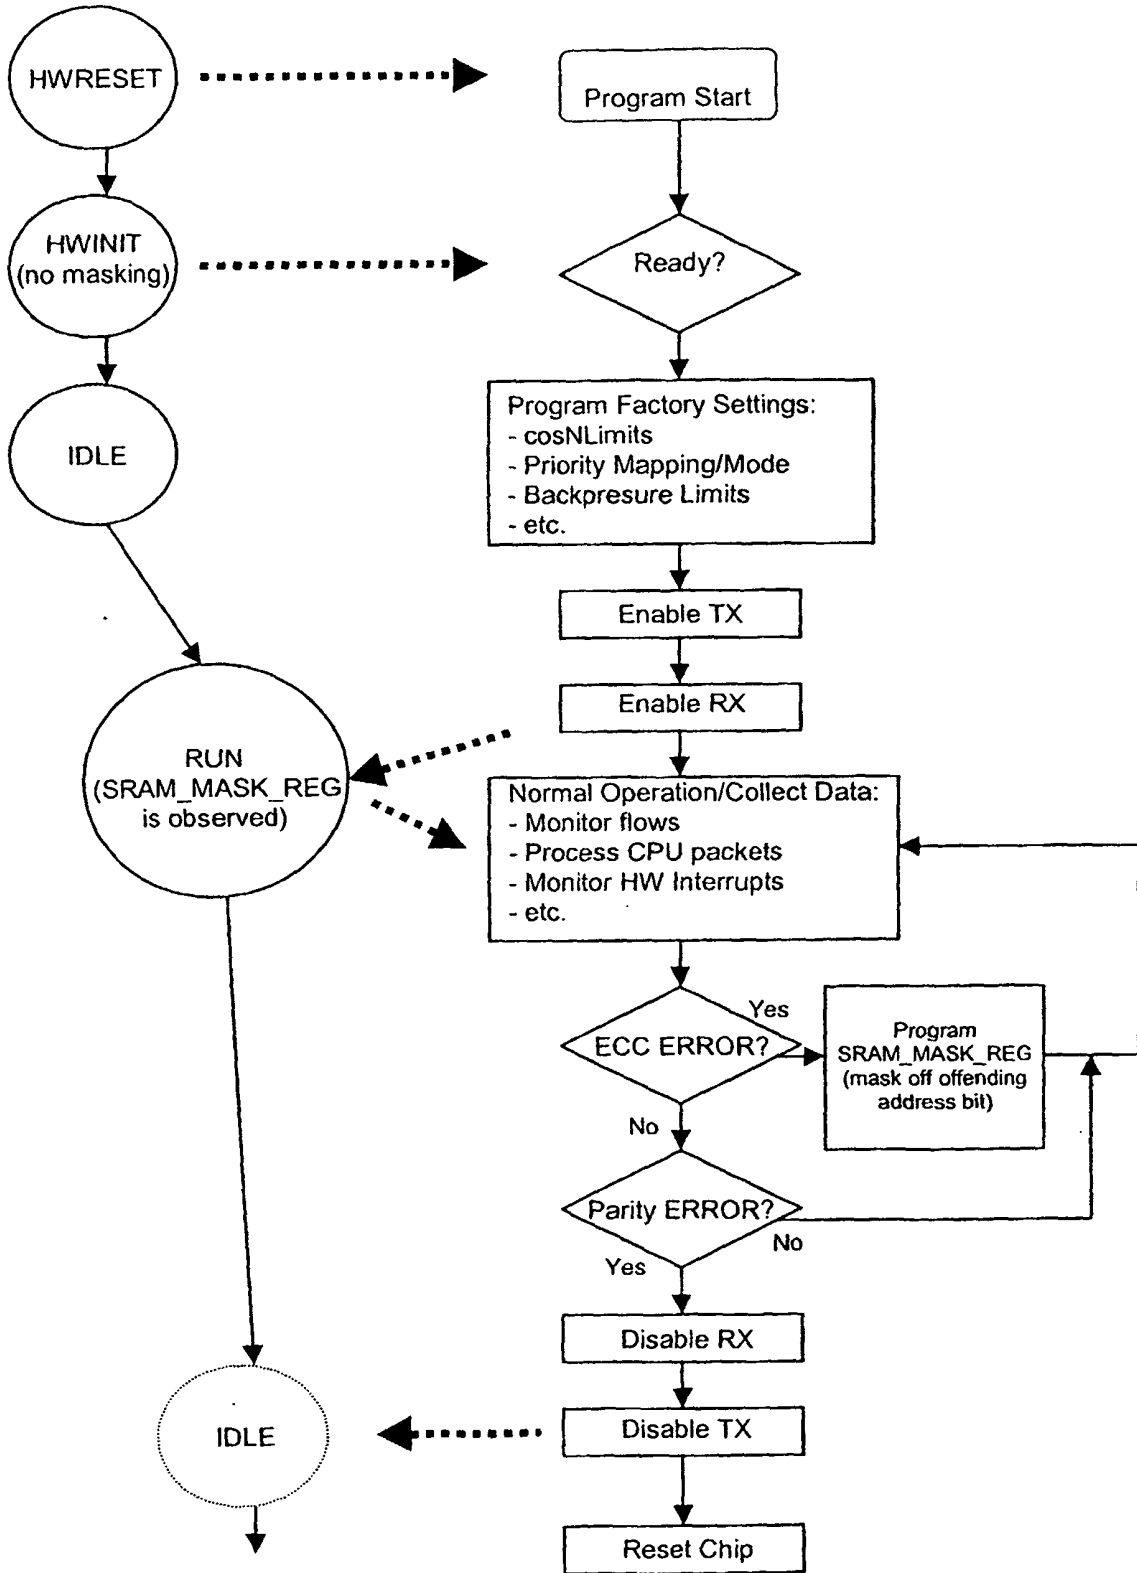 HWRESET
Program Start
HWINIT
(no masking)
Ready?
IDLE
Program Factory Settings:
- cosNLimits
- Priority Mapping/Mode
- Backpresure Limits
- etc.
Enable TX
Enable RX
RUN
(SRAM_MASK_REG
is observed)
Normal Operation/Collect Data:
- Monitor flows
- Process CPU packets
- Monitor HW Interrupts
- etc.
ECC ERROR?
Yes
Program
SRAM_MASK_REG
(mask off offending
address bit)
No
Parity ERROR?
No
Yes
Disable RX
Disable TX
IDLE
Reset Chip